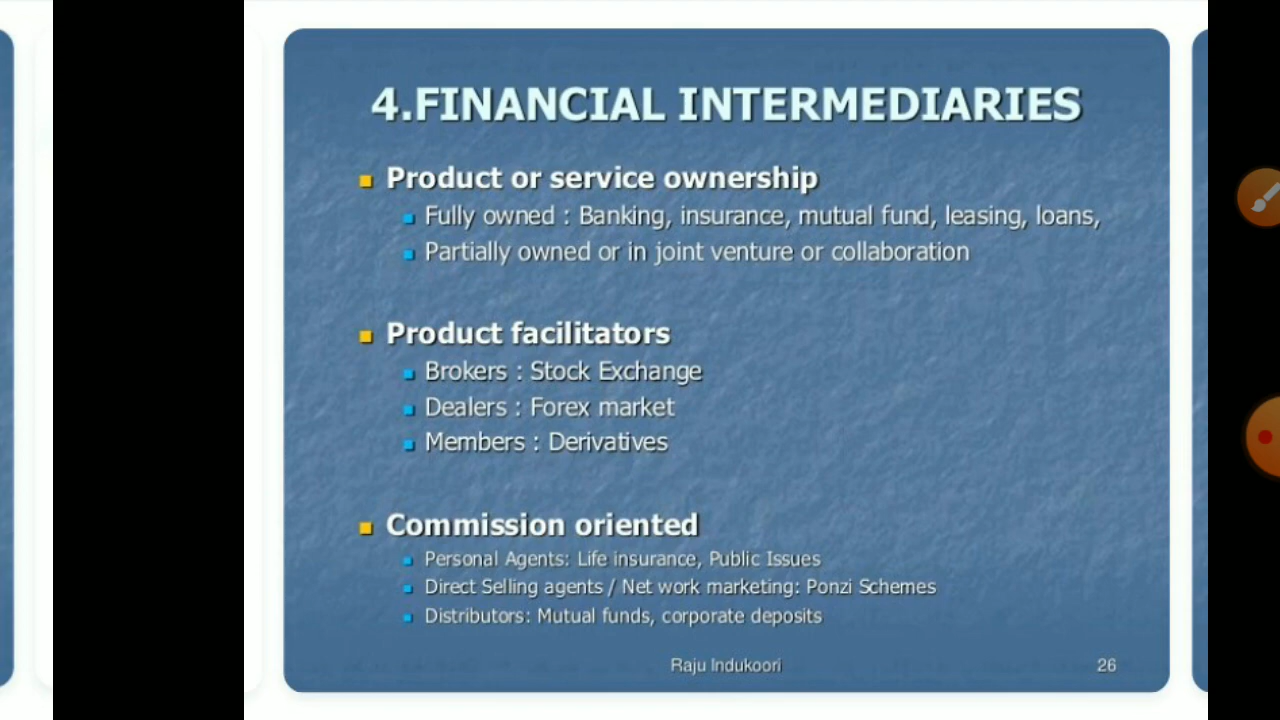 4.FINANCIAL INTERMEDIARIES
Product or service ownership
Fully owned : Banking, insurance, mutual fund, leasing, loans,
Partially owned or in joint venture or collaboration
Product facilitators
Brokers : Stock Exchange
Dealers : Forex market
Members : Derivatives
Commission oriented
Personal Agents: Life insurance, Public Issues
Direct Selling agents / Net work marketing: Ponzi Schemes
Distributors: Mutual funds, corporate deposits
Raju Indukoori
26